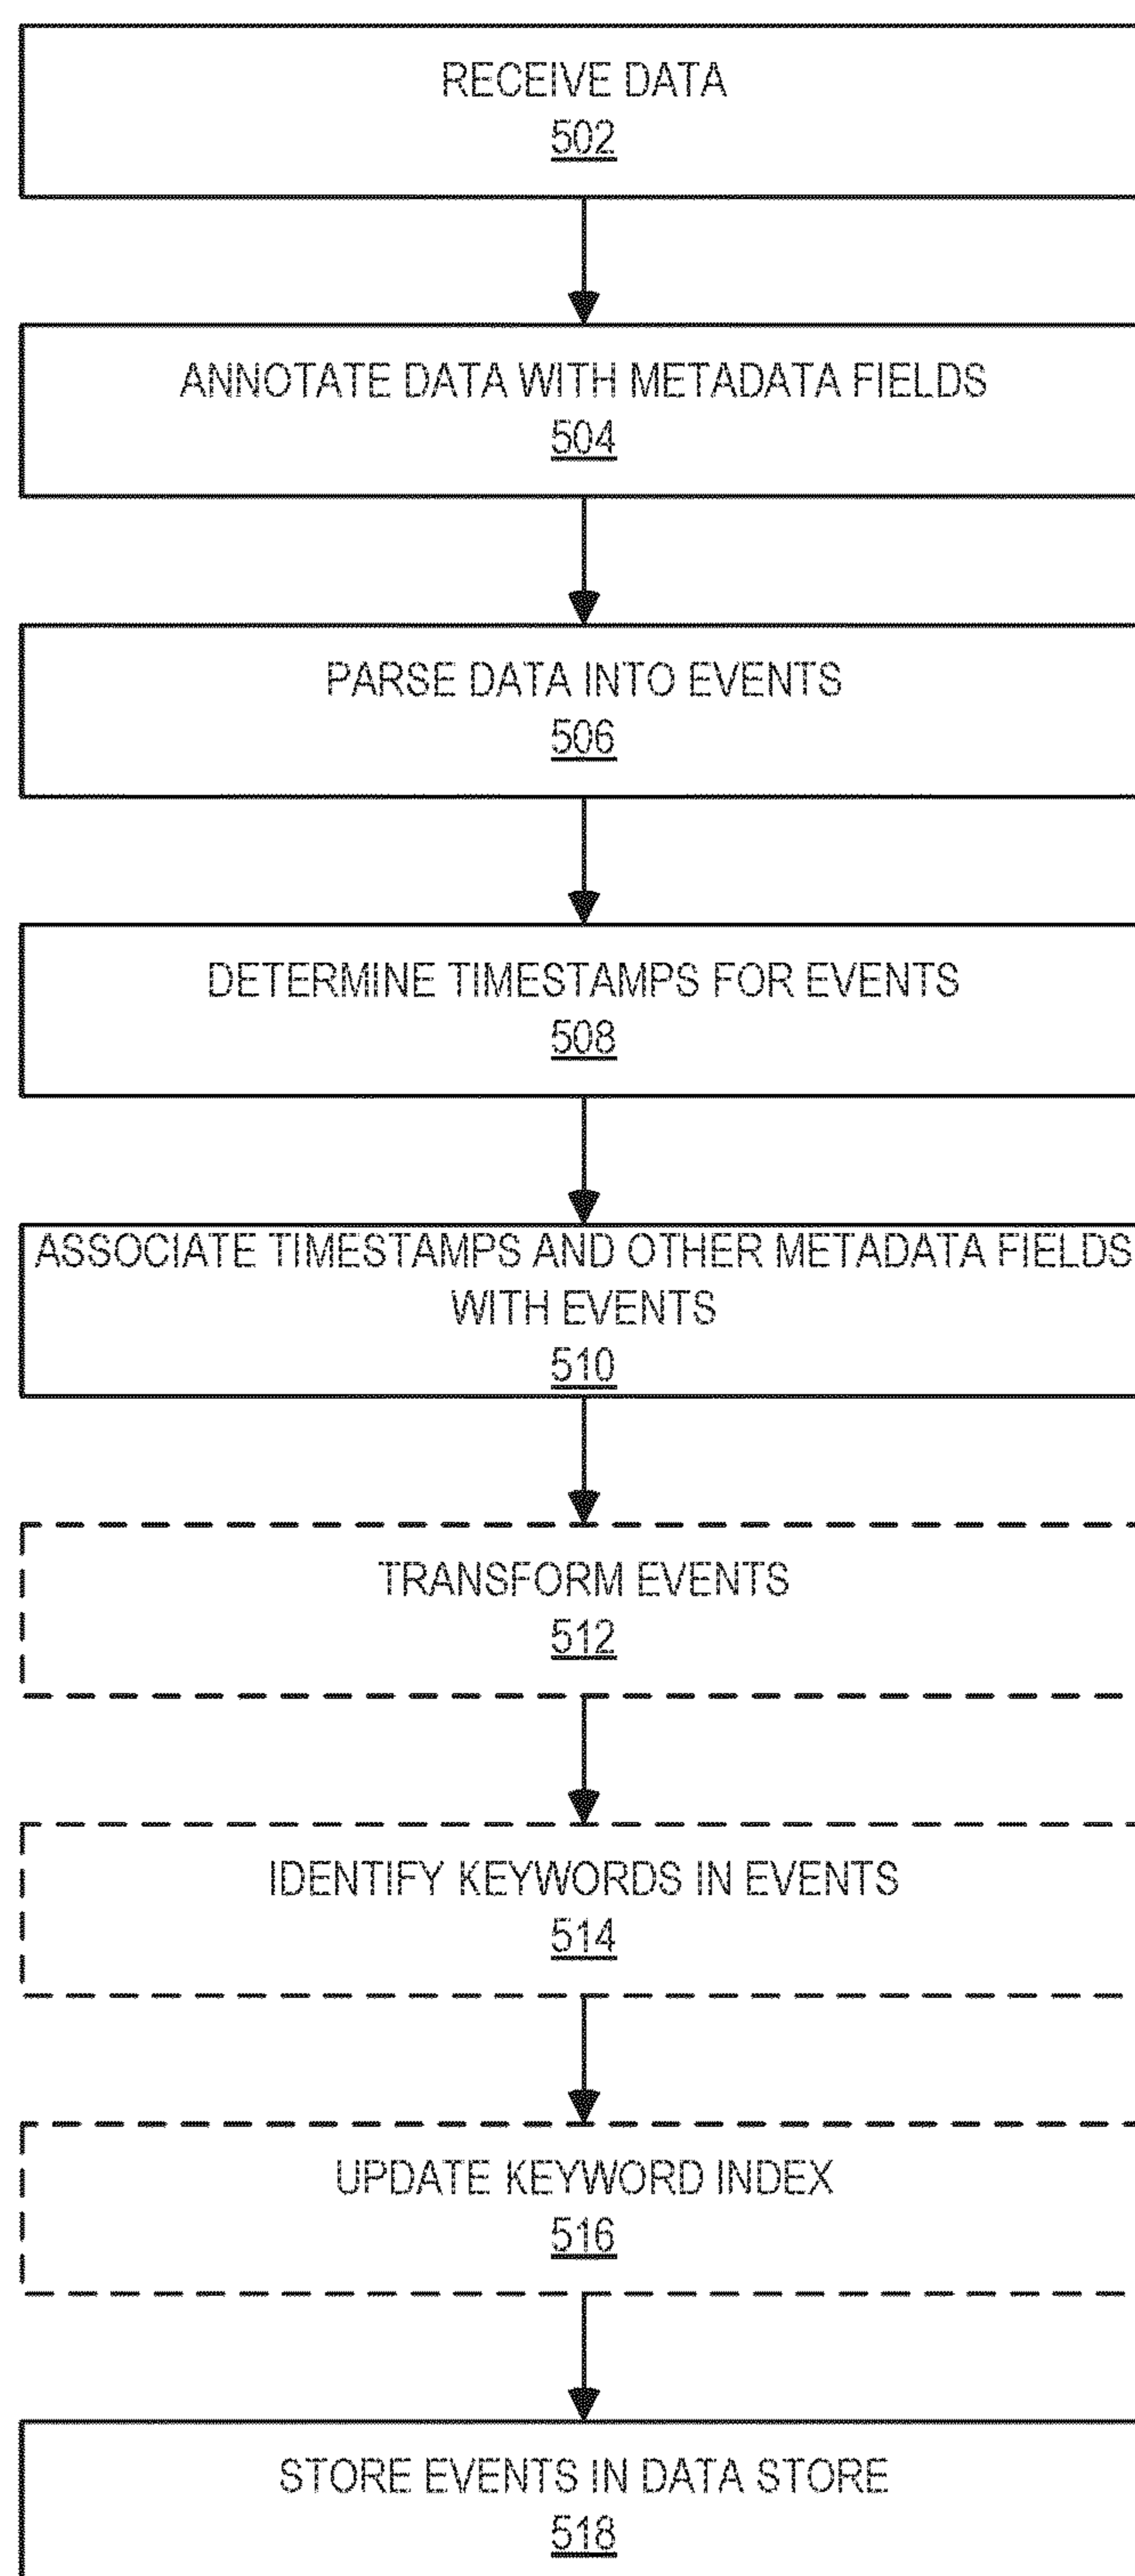 RECEIVE DATA
502
ANNOTATE DATA WITH METADATA FIELDS
504
PARSE DATA INTO EVENTS
506
DETERMINE TIMESTAMPS FOR EVENTS
508
ASSOCIATE TIMESTAMPS AND OTHER METADATA FIELDS
WITH EVENTS
510
TRANSFORM EVENTS
512
IDENTIFY KEYWORDS IN EVENTS
514
UPDATE KEYWORD INDEX
516
STORE EVENTS IN DATA STORE
518